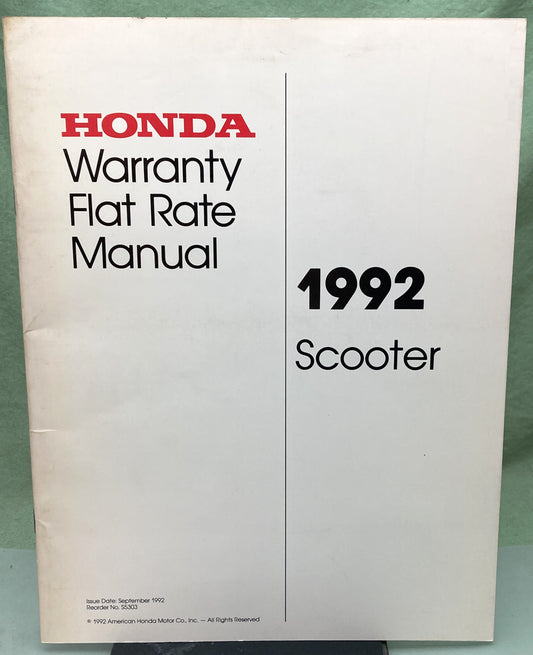 HONDA
Warranty
Flat Rate
Manual
1992
Scooter
Issue Date: September 1992
Reorder No. S5303
© 1992 American Honda Motor Co., Inc. — All Rights Reserved